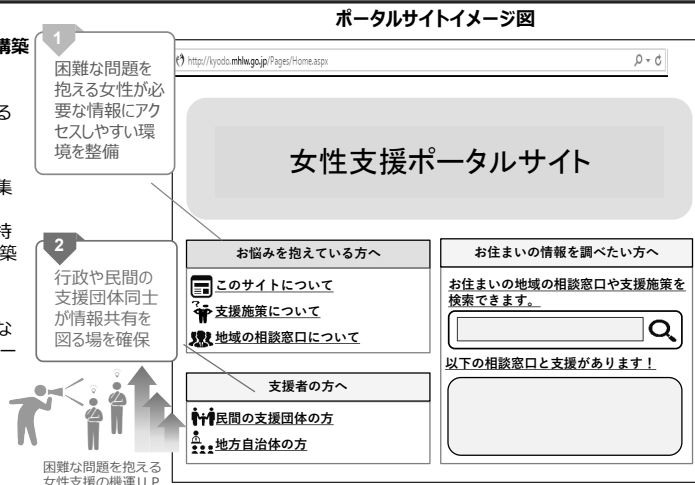 ポータルサイトイメージ図
構築
る
集
持
築
な
ー
1
困難な問題を
抱える女性が必
要な情報にアク
セスしやすい環
境を整備
2
行政や民間の
支援団体同士
が情報共有を
図る場を確保
困難な問題を抱える
女性支援の機運UP
http://kyodo.mhlw.go.jp/Pages/Home.aspx
女性支援ポータルサイト
お悩みを抱えている方へ
このサイトについて
支援施策について
地域の相談窓口について
支援者の方へ
民間の支援団体の方
地方自治体の方
お住まいの情報を調べたい方へ
お住まいの地域の相談窓口や支援施策を
検索できます。
以下の相談窓口と支援があります！